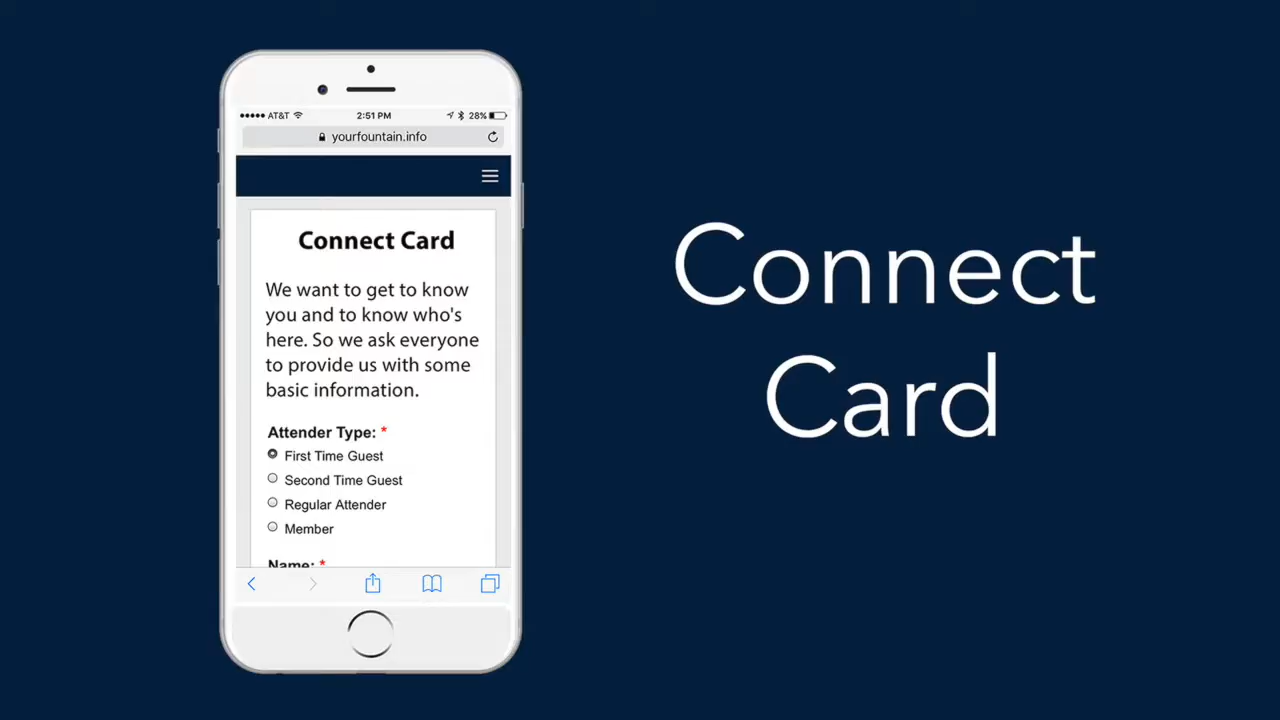 AT&T 2:51 PM 28%
yourfountain.info
Connect Card
We want to get to know
you and to know who's
here. So we ask everyone
to provide us with some
basic information.
Attender Type: *
First Time Guest
Second Time Guest
Regular Attender
Member
Name: *
Connect
Card